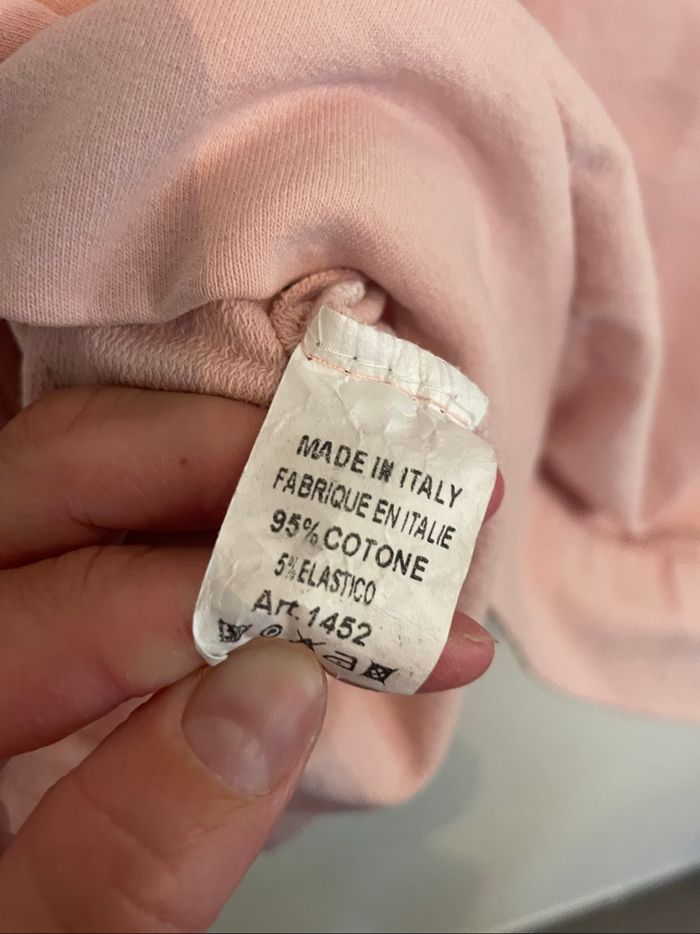 MADE IN ITALY
FABRIQUE EN ITALIE
95% COTONE
5% ELASTICO
Art. 1452